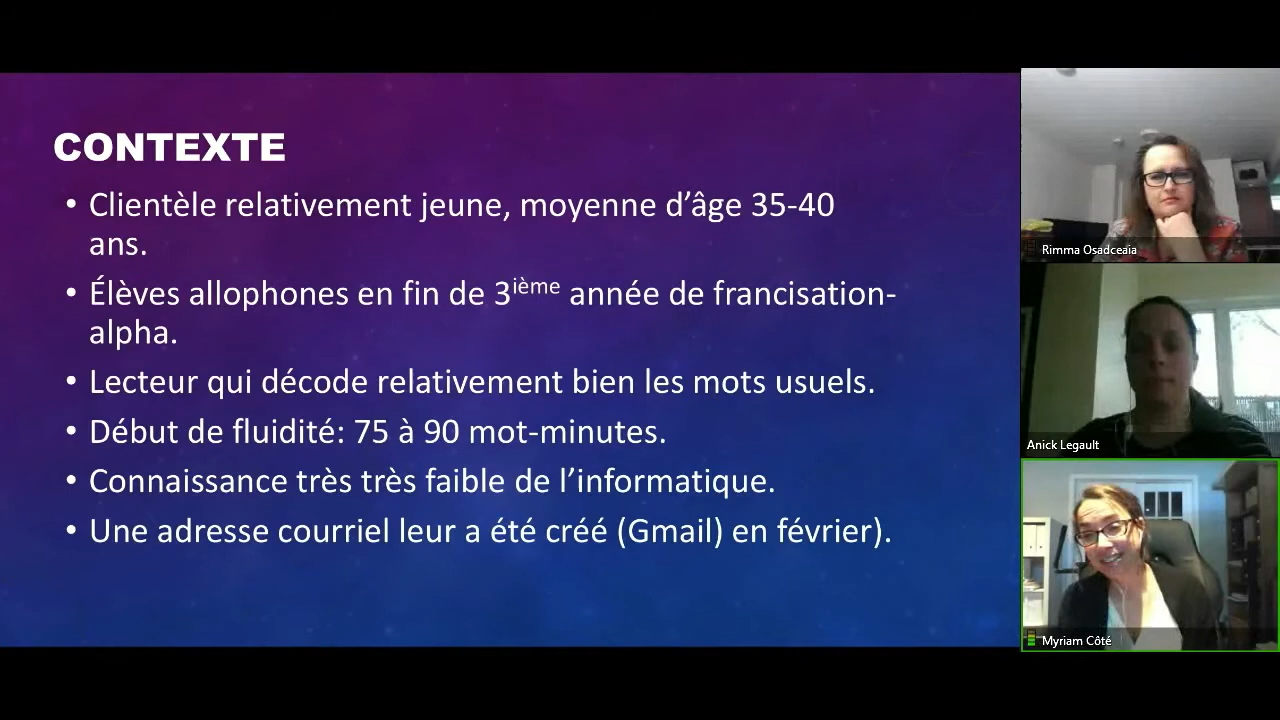 CONTEXTE
• Clientèle relativement jeune, moyenne d’âge 35-40
ans.
• Élèves allophones en fin de 3ième année de francisation-
alpha.
• Lecteur qui décode relativement bien les mots usuels.
• Début de fluidité: 75 à 90 mot-minutes.
• Connaissance très très faible de l’informatique.
• Une adresse courriel leur a été créé (Gmail) en février).
Rimma Osadceaia
Anick Legault
Myriam Côté